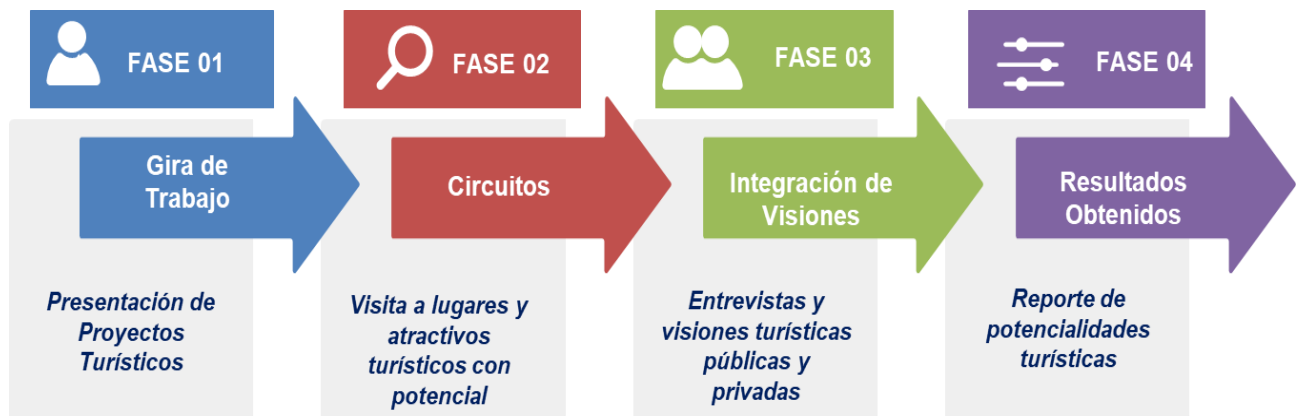 FASE 01
Gira de
Trabajo
Presentación de
Proyectos
Turísticos
FASE 02
Circuitos
Visita a lugares y
atractivos
turísticos con
potencial
FASE 03
Integración de
Visiones
Entrevistas y
visiones turísticas
públicas y
privadas
FASE 04
Resultados
Obtenidos
Reporte de
potencialidades
turísticas